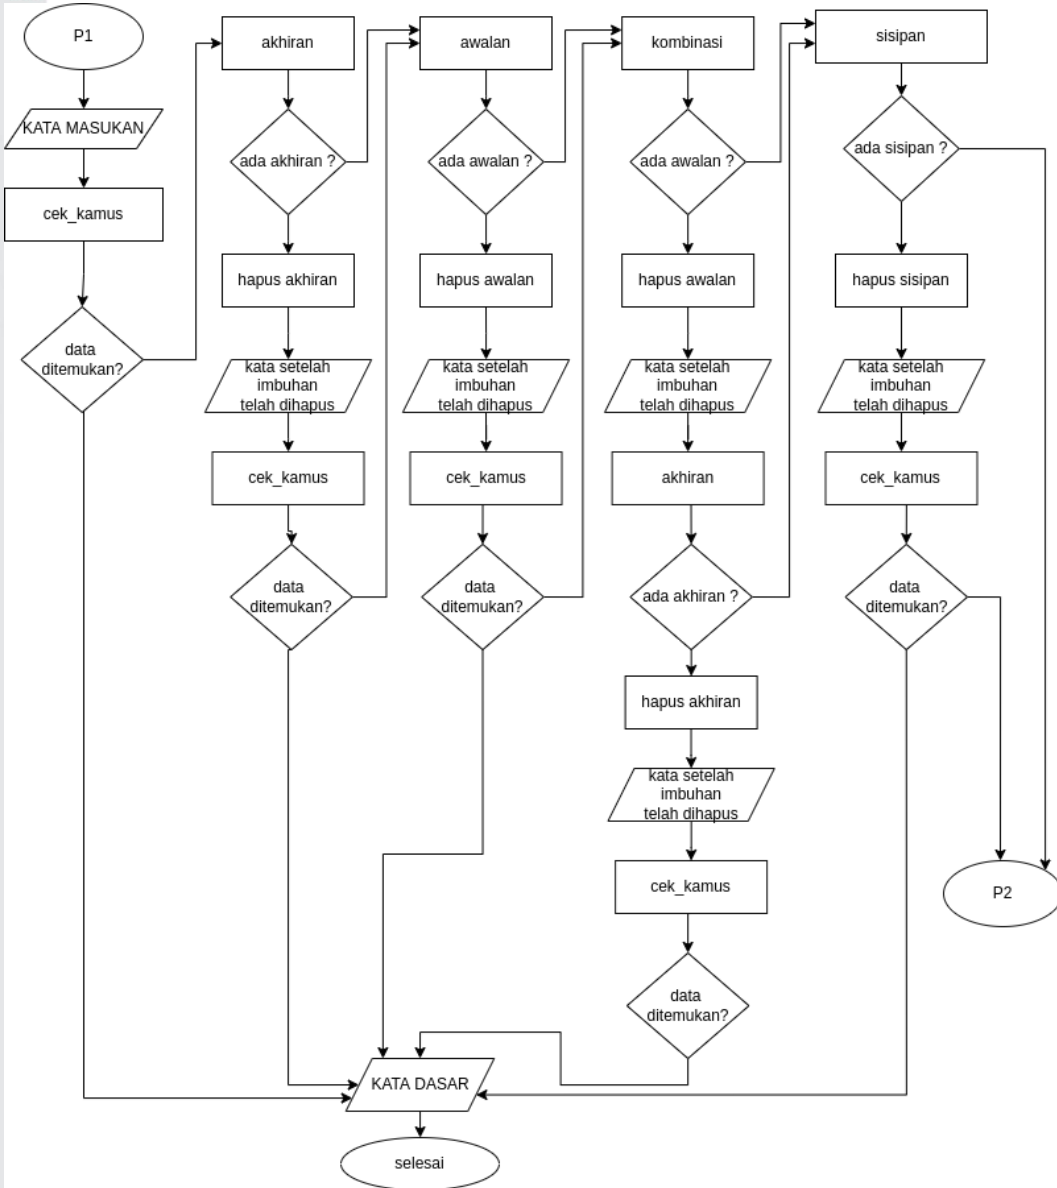 P1
KATA MASUKAN
cek_kamus
data
ditemukan?
akhiran
ada akhiran ?
hapus akhiran
kata setelah
imbuhan
telah dihapus
cek_kamus
data
ditemukan?
awalan
ada awalan ?
hapus awalan
kata setelah
imbuhan
telah dihapus
cek_kamus
data
ditemukan?
kombinasi
ada awalan ?
hapus awalan
kata setelah
imbuhan
telah dihapus
akhiran
ada akhiran ?
hapus akhiran
kata setelah
imbuhan
telah dihapus
cek_kamus
data
ditemukan?
sisipan
ada sisipan ?
hapus sisipan
kata setelah
imbuhan
telah dihapus
cek_kamus
data
ditemukan?
P2
KATA DASAR
selesai